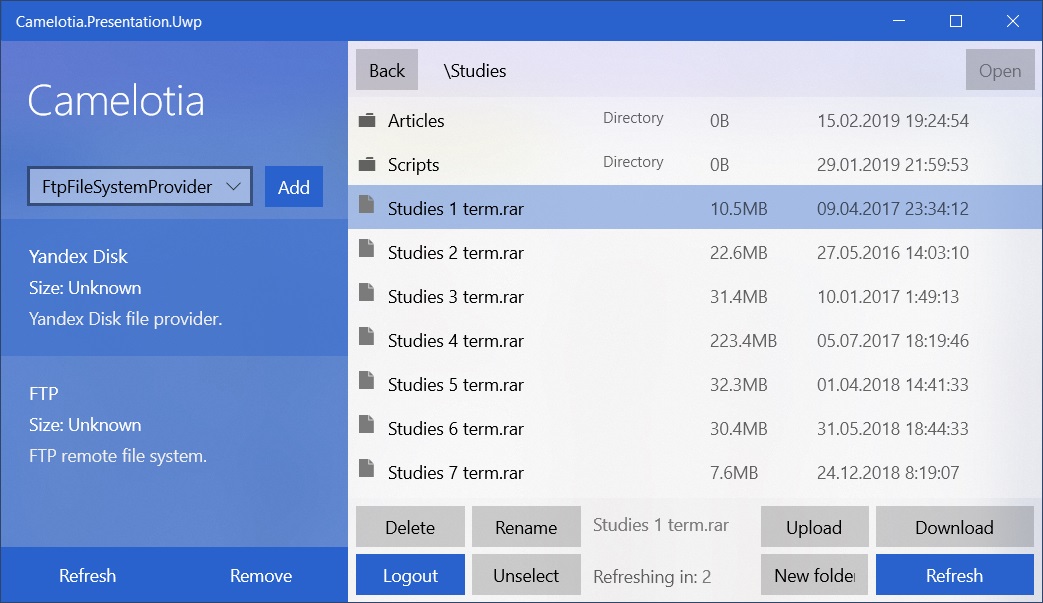 Camelotia.Presentation.Uwp
Camelotia
FtpFileSystemProvider
Add
Yandex Disk
Size: Unknown
Yandex Disk file provider.
FTP
Size: Unknown
FTP remote file system.
Refresh Remove
Back \Studies Open
Articles Directory 0B 15.02.2019 19:24:54
Scripts Directory 0B 29.01.2019 21:59:53
Studies 1 term.rar 10.5MB 09.04.2017 23:34:12
Studies 2 term.rar 22.6MB 27.05.2016 14:03:10
Studies 3 term.rar 31.4MB 10.01.2017 1:49:13
Studies 4 term.rar 223.4MB 05.07.2017 18:19:46
Studies 5 term.rar 32.3MB 01.04.2018 14:41:33
Studies 6 term.rar 30.4MB 31.05.2018 18:44:33
Studies 7 term.rar 7.6MB 24.12.2018 8:19:07
Delete Rename Studies 1 term.rar Upload Download
Logout Unselect Refreshing in: 2 New folder Refresh